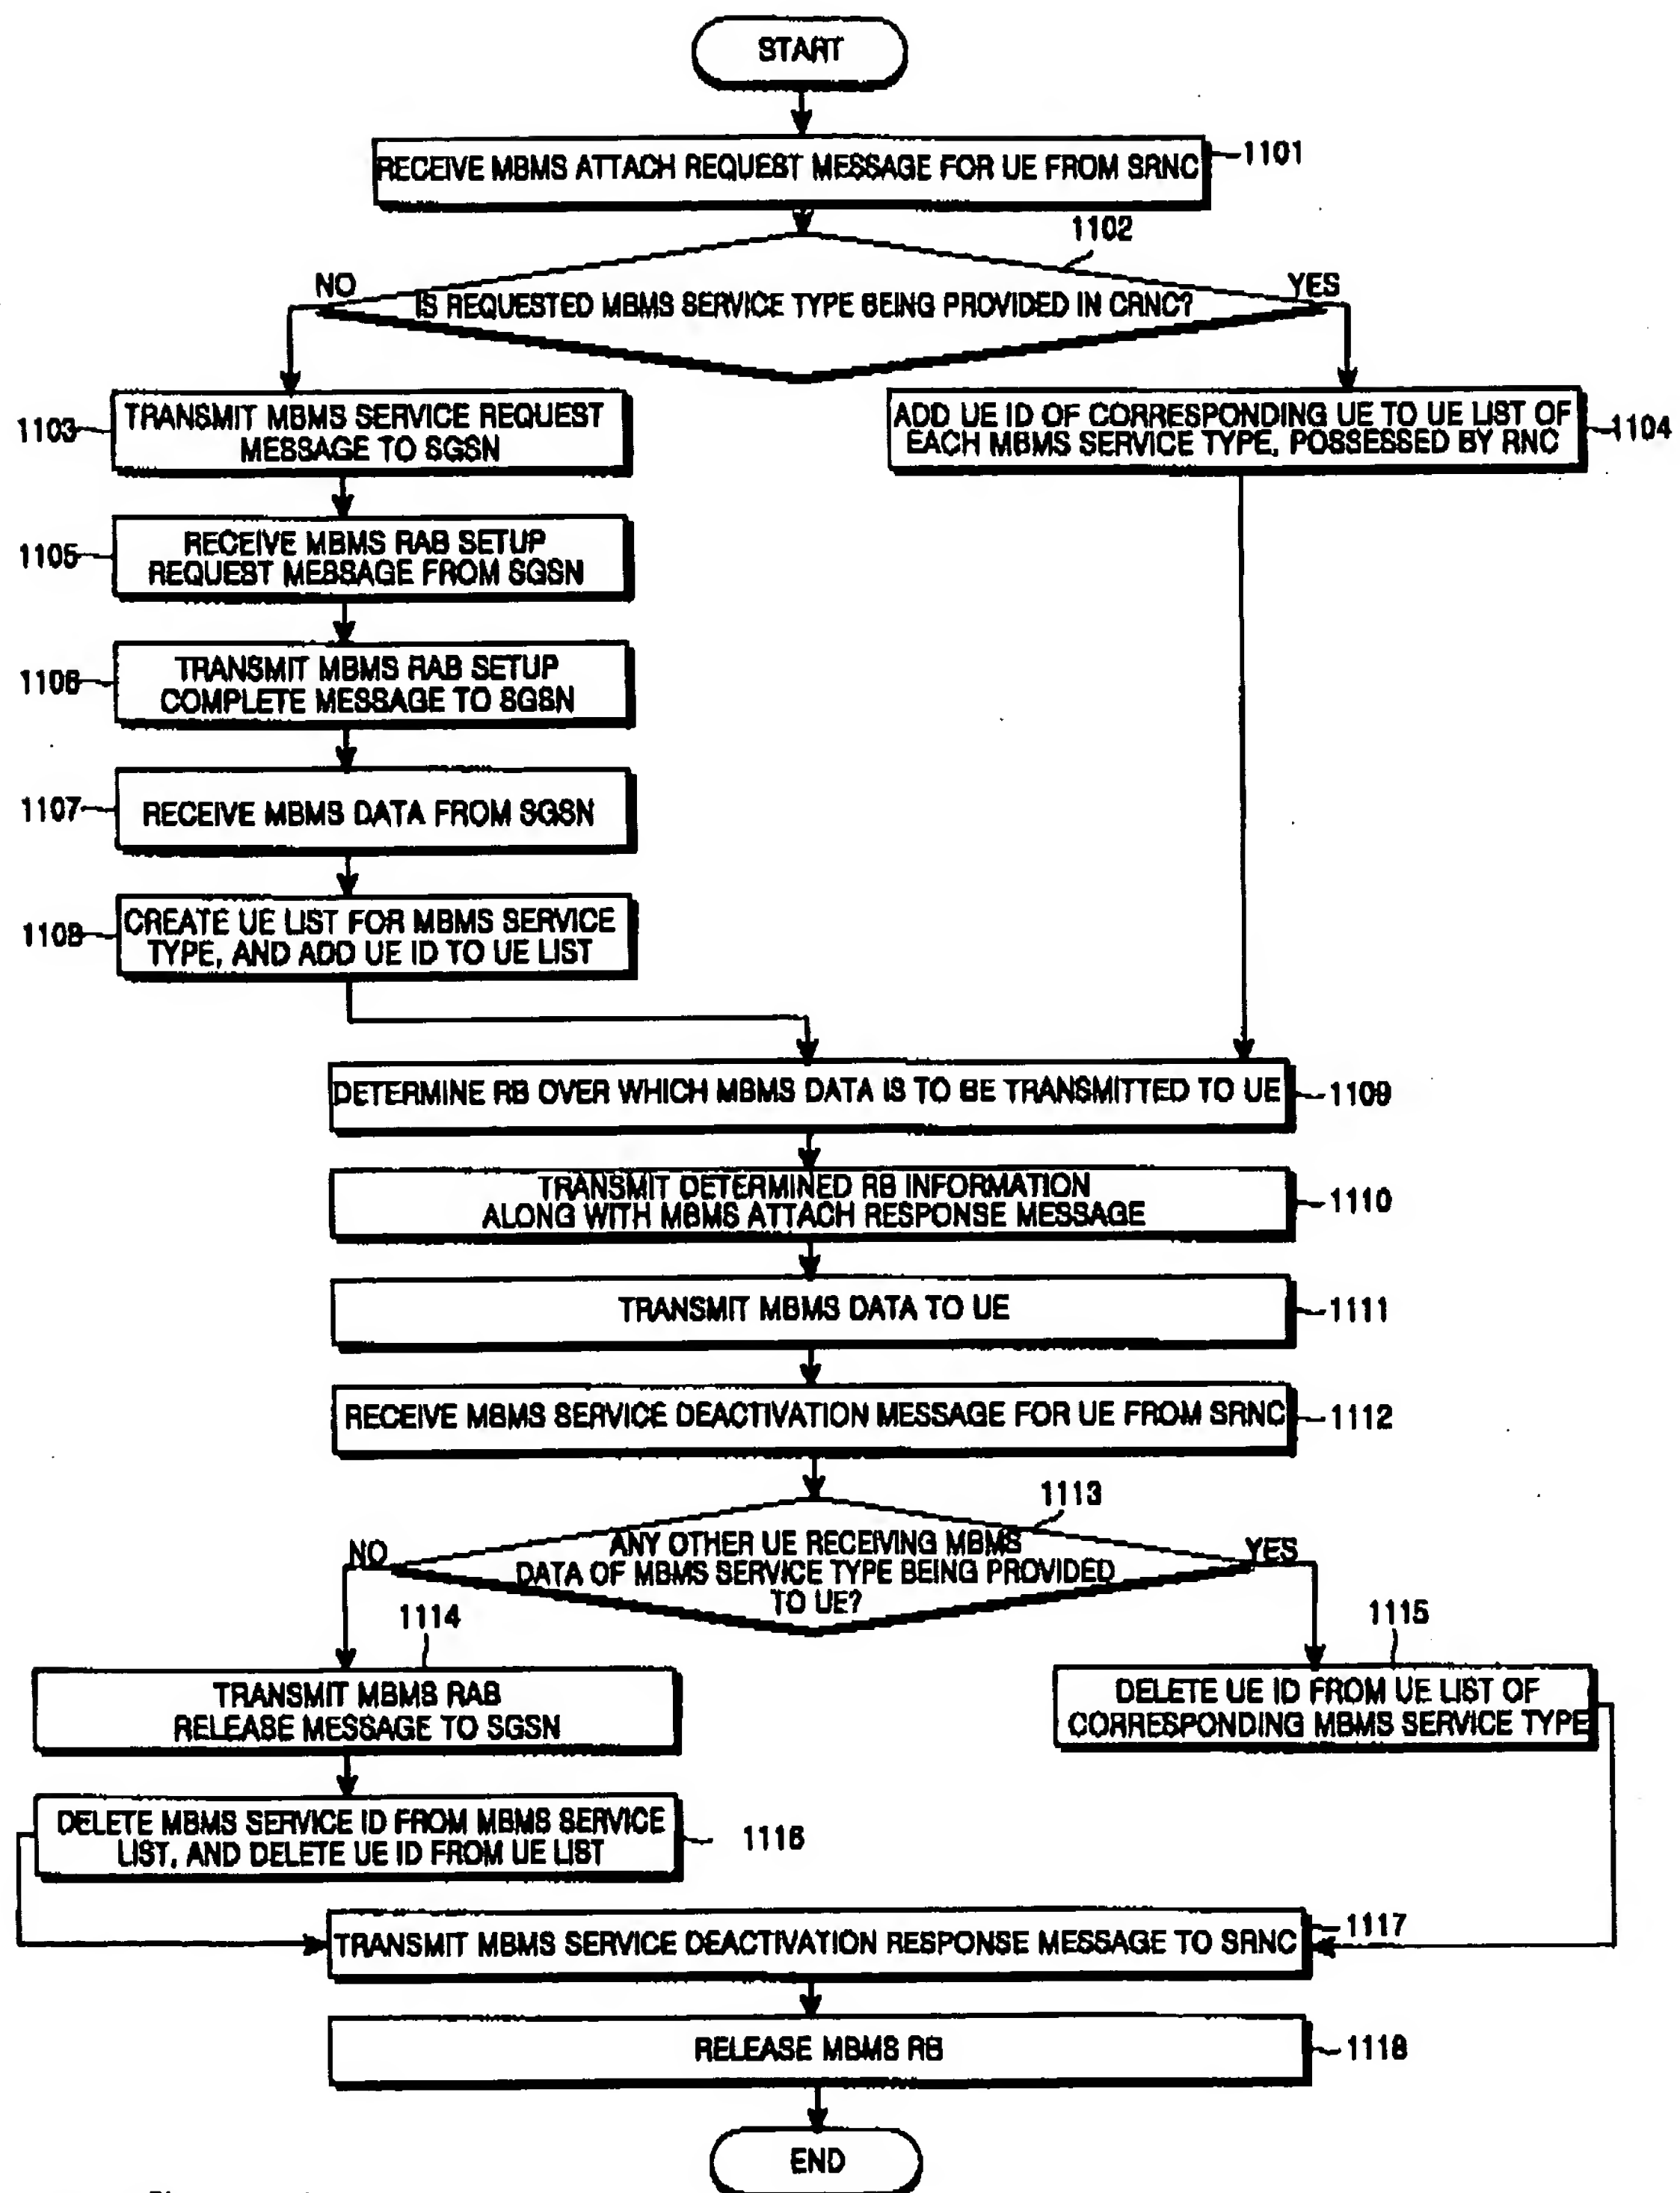 START
RECEIVE MBMS ATTACH REQUEST MESSAGE FOR UE FROM SRNC
1101
1102
NO
YES
IS REQUESTED MBMS SERVICE TYPE BEING PROVIDED IN CRNC?
1103
TRANSMIT MBMS SERVICE REQUEST
MESSAGE TO SGSN
ADD UE ID OF CORRESPONDING UE TO UE LIST OF
EACH MBMS SERVICE TYPE, POSSESSED BY RNC
1104
1105
RECEIVE MBMS RAB SETUP
REQUEST MESSAGE FROM SGSN
1106
TRANSMIT MBMS RAB SETUP
COMPLETE MESSAGE TO SGSN
1107
RECEIVE MBMS DATA FROM SGSN
1108
CREATE UE LIST FOR MBMS SERVICE
TYPE, AND ADD UE ID TO UE LIST
DETERMINE RB OVER WHICH MBMS DATA IS TO BE TRANSMITTED TO UE
1109
TRANSMIT DETERMINED RB INFORMATION
ALONG WITH MBMS ATTACH RESPONSE MESSAGE
1110
TRANSMIT MBMS DATA TO UE
1111
RECEIVE MBMS SERVICE DEACTIVATION MESSAGE FOR UE FROM SRNC
1112
1113
NO
YES
ANY OTHER UE RECEIVING MBMS
DATA OF MBMS SERVICE TYPE BEING PROVIDED
TO UE?
1114
1115
TRANSMIT MBMS RAB
RELEASE MESSAGE TO SGSN
DELETE UE ID FROM UE LIST OF
CORRESPONDING MBMS SERVICE TYPE
DELETE MBMS SERVICE ID FROM MBMS SERVICE
LIST, AND DELETE UE ID FROM UE LIST
1116
TRANSMIT MBMS SERVICE DEACTIVATION RESPONSE MESSAGE TO SRNC
1117
RELEASE MBMS RB
1118
END